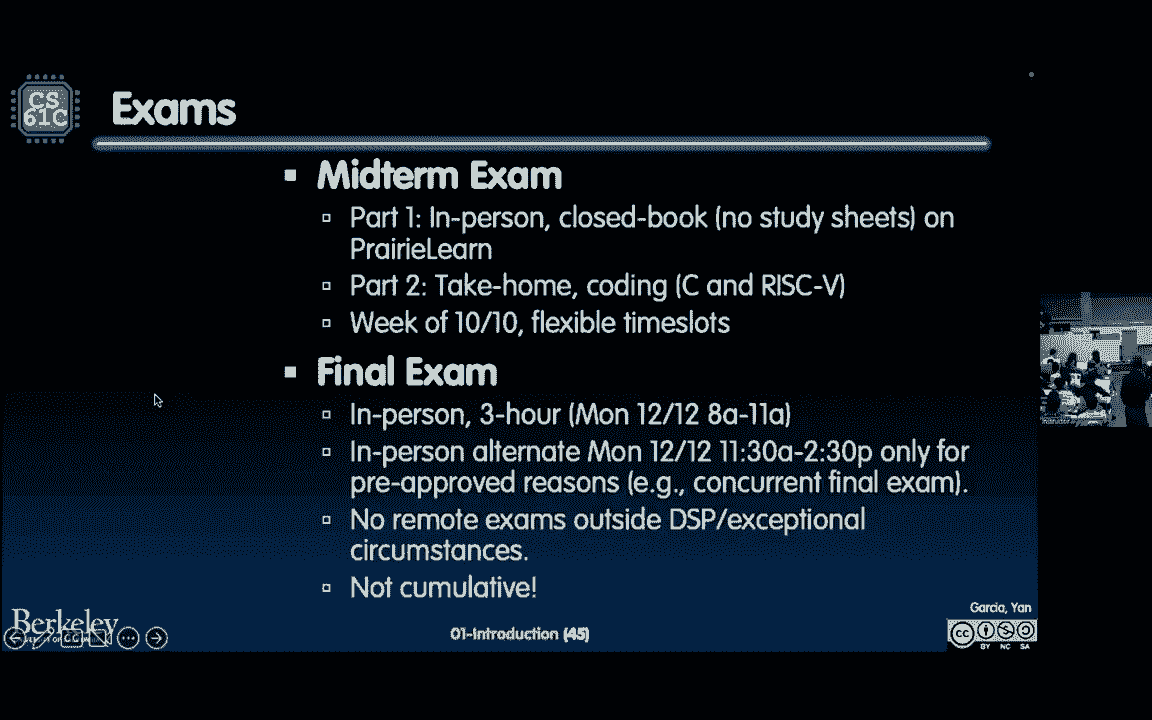 CS
61C
Exams
Midterm Exam
Part 1: In-person, closed-book (no study sheets) on
PrairieLearn
Part 2: Take-home, coding (C and RISC-V)
Week of 10/10, flexible timeslots
Final Exam
In-person, 3-hour (Mon 12/12 8a-11a)
In-person alternate Mon 12/12 11:30a-2:30p only for
pre-approved reasons (e.g., concurrent final exam).
No remote exams outside DSP/exceptional
circumstances.
Not cumulative!
Berkeley
01-Introduction (45)
Garcia, Yan
cc
BY NC SA